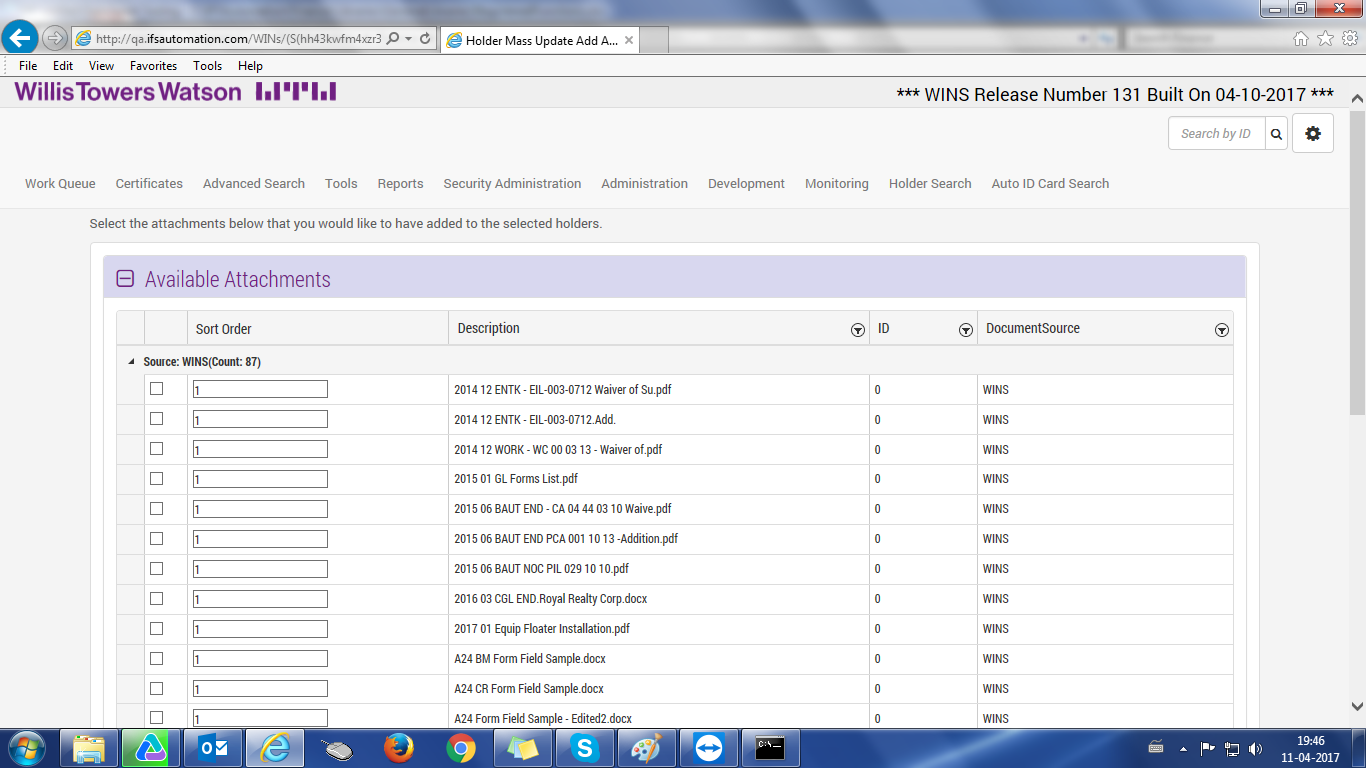 http://qa.ifsautomation.com/WINs/(S(hh43kwfm4xzr3
Holder Mass Update Add A...
File Edit View Favorites Tools Help
WillisTowers Watson
*** WINS Release Number 131 Built On 04-10-2017 ***
Search by ID
Work Queue Certificates Advanced Search Tools Reports Security Administration Administration Development Monitoring Holder Search Auto ID Card Search
Select the attachments below that you would like to have added to the selected holders.
Available Attachments
Sort Order Description ID DocumentSource
Source: WINS(Count: 87)
1 2014 12 ENTK - EIL-003-0712 Waiver of Su.pdf 0 WINS
1 2014 12 ENTK - EIL-003-0712.Add. 0 WINS
1 2014 12 WORK - WC 00 03 13 - Waiver of.pdf 0 WINS
1 2015 01 GL Forms List.pdf 0 WINS
1 2015 06 BAUT END - CA 04 44 03 10 Waive.pdf 0 WINS
1 2015 06 BAUT END PCA 001 10 13 -Addition.pdf 0 WINS
1 2015 06 BAUT NOC PIL 029 10 10.pdf 0 WINS
1 2016 03 CGL END.Royal Realty Corp.docx 0 WINS
1 2017 01 Equip Floater Installation.pdf 0 WINS
1 A24 BM Form Field Sample.docx 0 WINS
1 A24 CR Form Field Sample.docx 0 WINS
1 A24 Form Field Sample - Edited2.docx 0 WINS
C:\_
19:46
11-04-2017